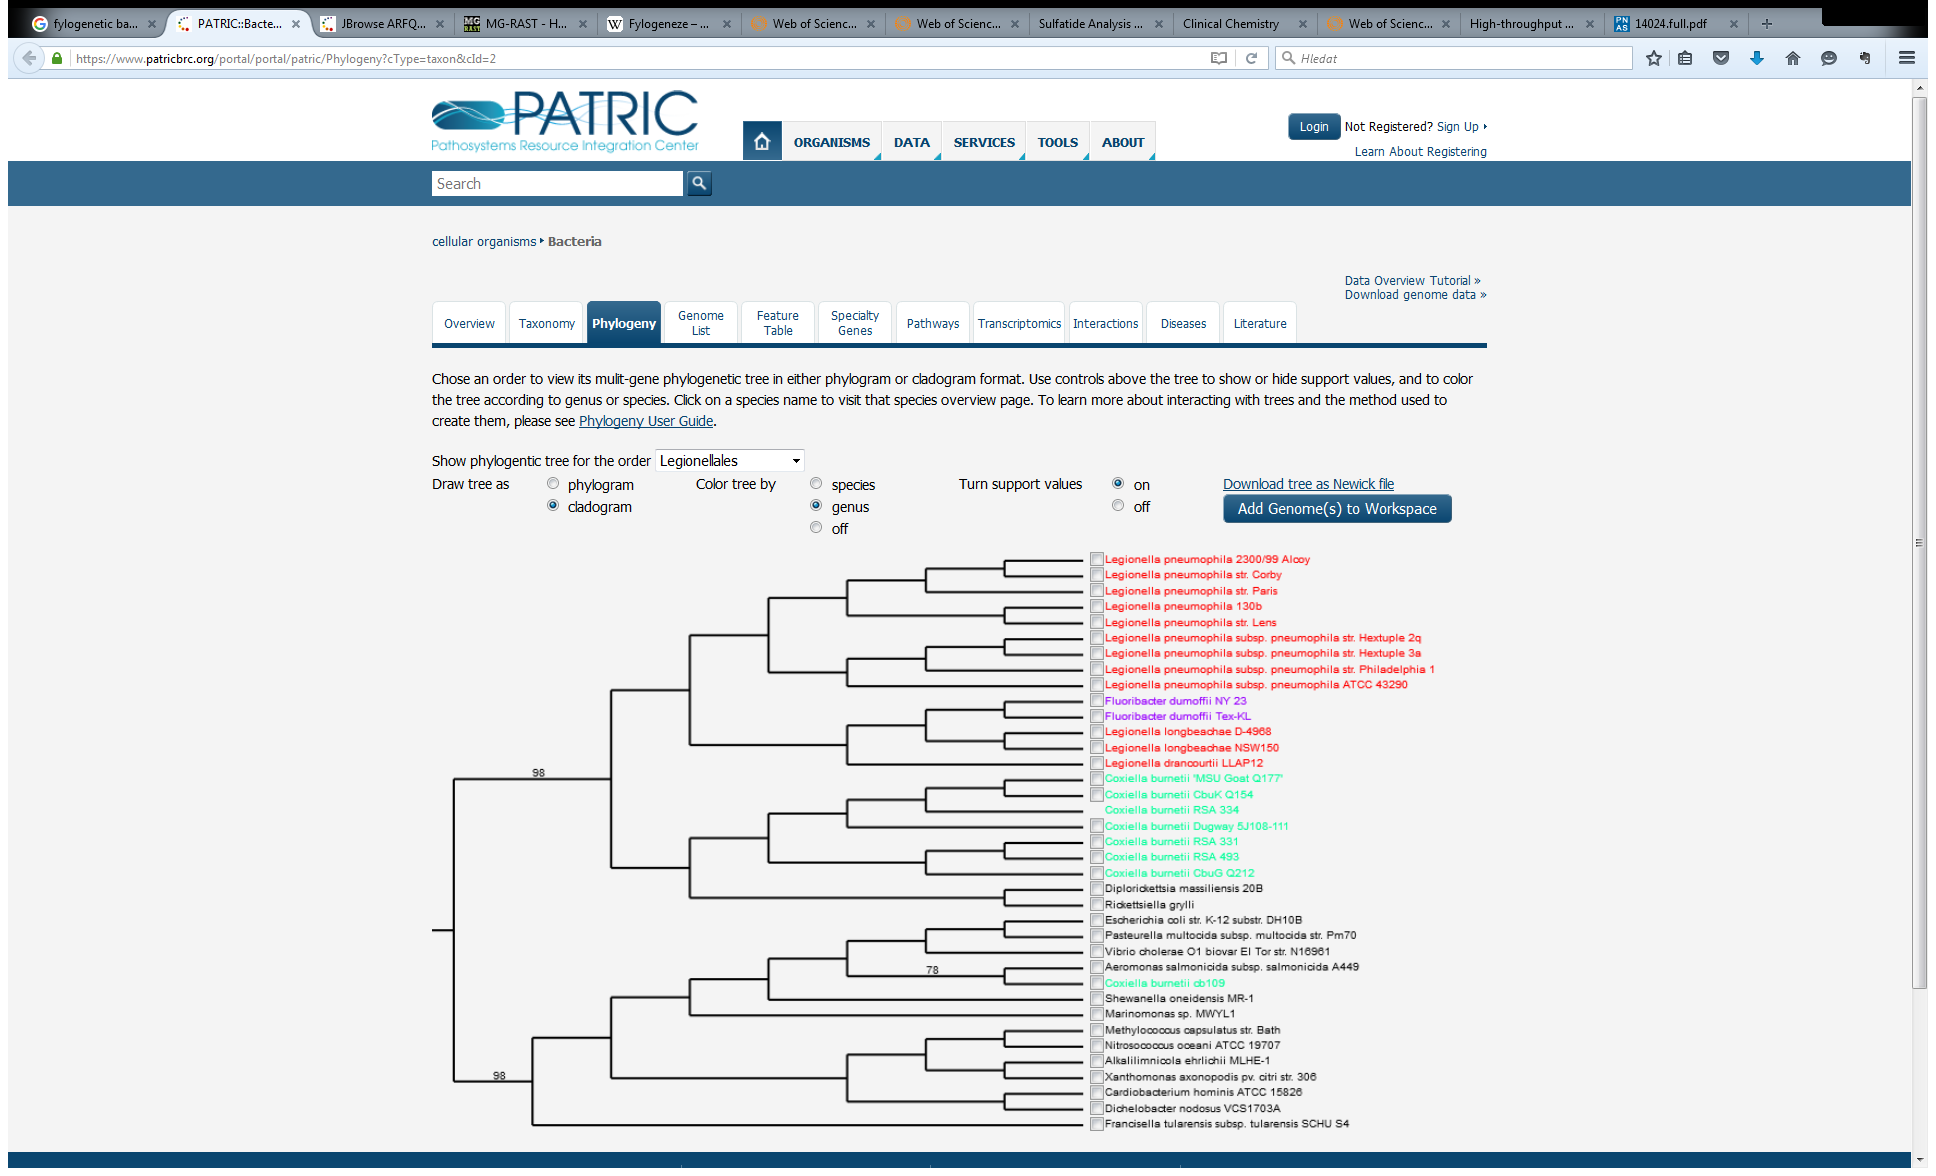 fylogenetic ba...
PATRIC::Bacte...
JBrowse ARFQ...
MG-RAST - H...
Fylogeneze – ...
Web of Scienc...
Web of Scienc...
Sulfatide Analysis ...
Clinical Chemistry
Web of Scienc...
High-throughput ...
14024.full.pdf
https://www.patricbrc.org/portal/portal/patric/Phylogeny?cType=taxon&cId=2
Hledat
PATRIC
Pathosystems Resource Integration Center
ORGANISMS DATA SERVICES TOOLS ABOUT
Login Not Registered? Sign Up
Learn About Registering
Search
cellular organisms Bacteria
Data Overview Tutorial »
Download genome data »
Overview
Taxonomy
Phylogeny
Genome
List
Feature
Table
Specialty
Genes
Pathways
Transcriptomics
Interactions
Diseases
Literature
Chose an order to view its mulit-gene phylogenetic tree in either phylogram or cladogram format. Use controls above the tree to show or hide support values, and to color
the tree according to genus or species. Click on a species name to visit that species overview page. To learn more about interacting with trees and the method used to
create them, please see Phylogeny User Guide.
Show phylogentic tree for the order Legionellales
Draw tree as phylogram Color tree by species Turn support values on Download tree as Newick file
cladogram genus off Add Genome(s) to Workspace
off
Legionella pneumophila 2300/99 Alcoy
Legionella pneumophila str. Corby
Legionella pneumophila str. Paris
Legionella pneumophila 130b
Legionella pneumophila str. Lens
Legionella pneumophila subsp. pneumophila str. Hextuple 2q
Legionella pneumophila subsp. pneumophila str. Hextuple 3a
Legionella pneumophila subsp. pneumophila str. Philadelphia 1
Legionella pneumophila subsp. pneumophila ATCC 43290
Fluoribacter dumoffii NY 23
Fluoribacter dumoffii Tex-KL
Legionella longbeachae D-4968
Legionella longbeachae NSW150
Legionella drancourtii LLAP12
98
Coxiella burnetii 'MSU Goat Q177'
Coxiella burnetii CbuK Q154
Coxiella burnetii RSA 334
Coxiella burnetii Dugway 5J108-111
Coxiella burnetii RSA 331
Coxiella burnetii RSA 493
Coxiella burnetii CbuG Q212
Diplorickettsia massiliensis 20B
Rickettsiella grylli
Escherichia coli str. K-12 substr. DH10B
Pasteurella multocida subsp. multocida str. Pm70
Vibrio cholerae O1 biovar El Tor str. N16961
78
Aeromonas salmonicida subsp. salmonicida A449
Coxiella burnetii cb109
Shewanella oneidensis MR-1
Marinomonas sp. MWYL1
Methylococcus capsulatus str. Bath
Nitrosococcus oceani ATCC 19707
Alkalilimnicola ehrlichii MLHE-1
98
Xanthomonas axonopodis pv. citri str. 306
Cardiobacterium hominis ATCC 15826
Dichelobacter nodosus VCS1703A
Francisella tularensis subsp. tularensis SCHU S4